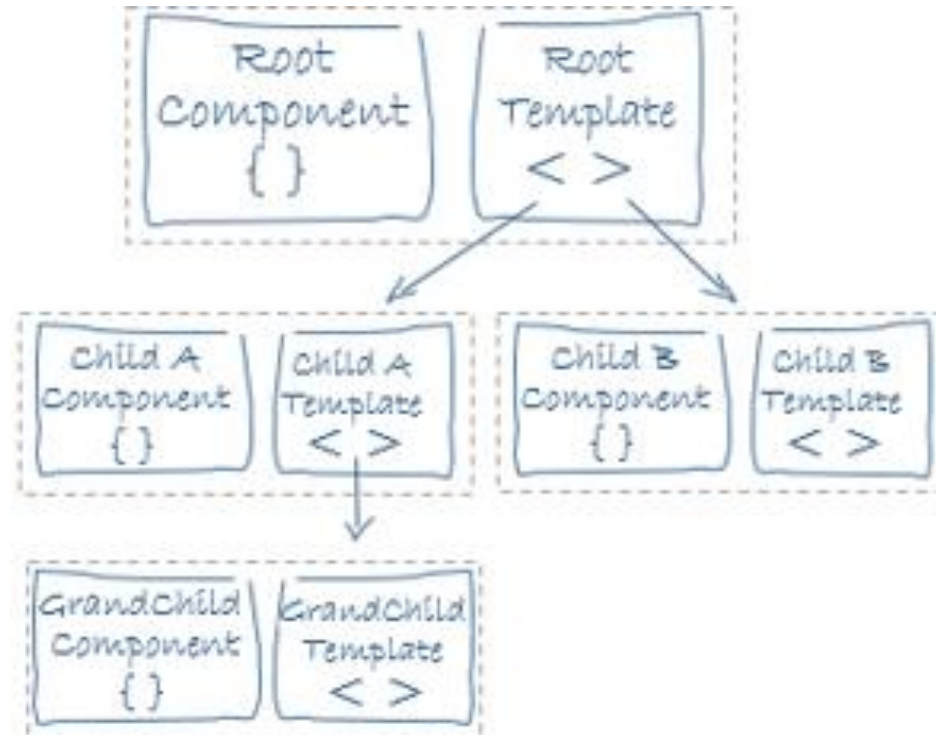 Root
Component
{ }
Root
Template
< >
Child A
Component
{ }
Child A
Template
< >
Child B
Component
{ }
Child B
Template
< >
GrandChild
Component
{ }
GrandChild
Template
< >